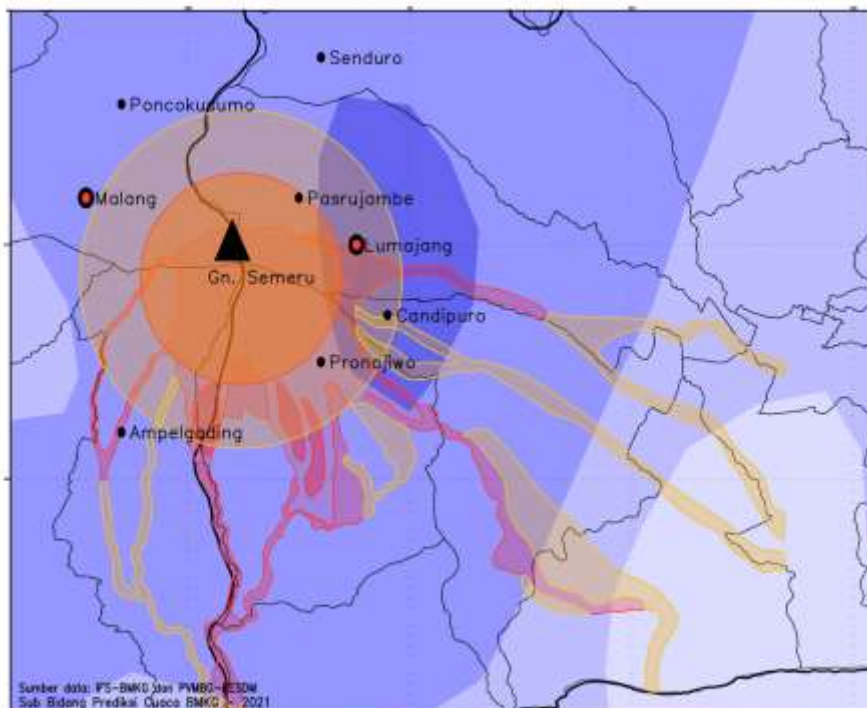 Senduro
Poncokusumo
Malang
Pasrujambe
Lumajang
Gn. Semeru
Candipuro
Pronojiwo
Ampelgading
Sumber data: IFS-BMKG dan PVMBG-KESDM
Sub Bidang Prediksi Cuaca BMKG - 2021